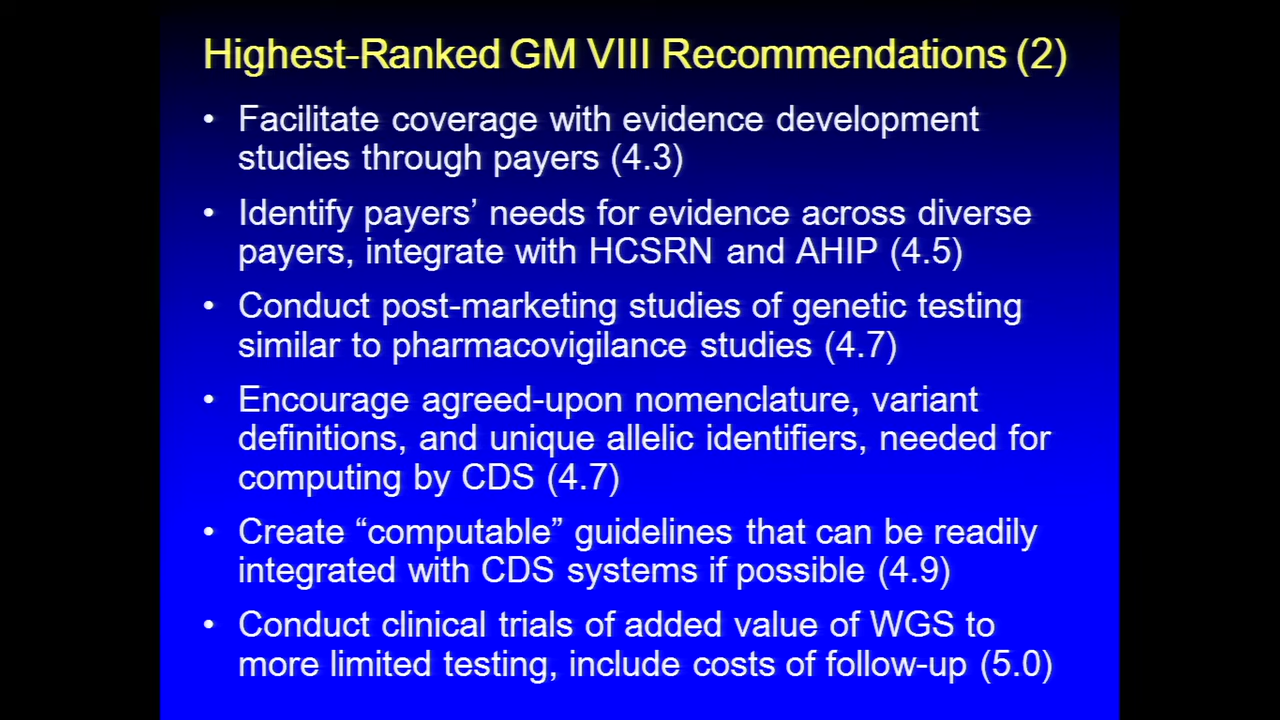 Highest-Ranked GM VIII Recommendations (2)
• Facilitate coverage with evidence development
studies through payers (4.3)
• Identify payers’ needs for evidence across diverse
payers, integrate with HCSRN and AHIP (4.5)
• Conduct post-marketing studies of genetic testing
similar to pharmacovigilance studies (4.7)
• Encourage agreed-upon nomenclature, variant
definitions, and unique allelic identifiers, needed for
computing by CDS (4.7)
• Create “computable” guidelines that can be readily
integrated with CDS systems if possible (4.9)
• Conduct clinical trials of added value of WGS to
more limited testing, include costs of follow-up (5.0)